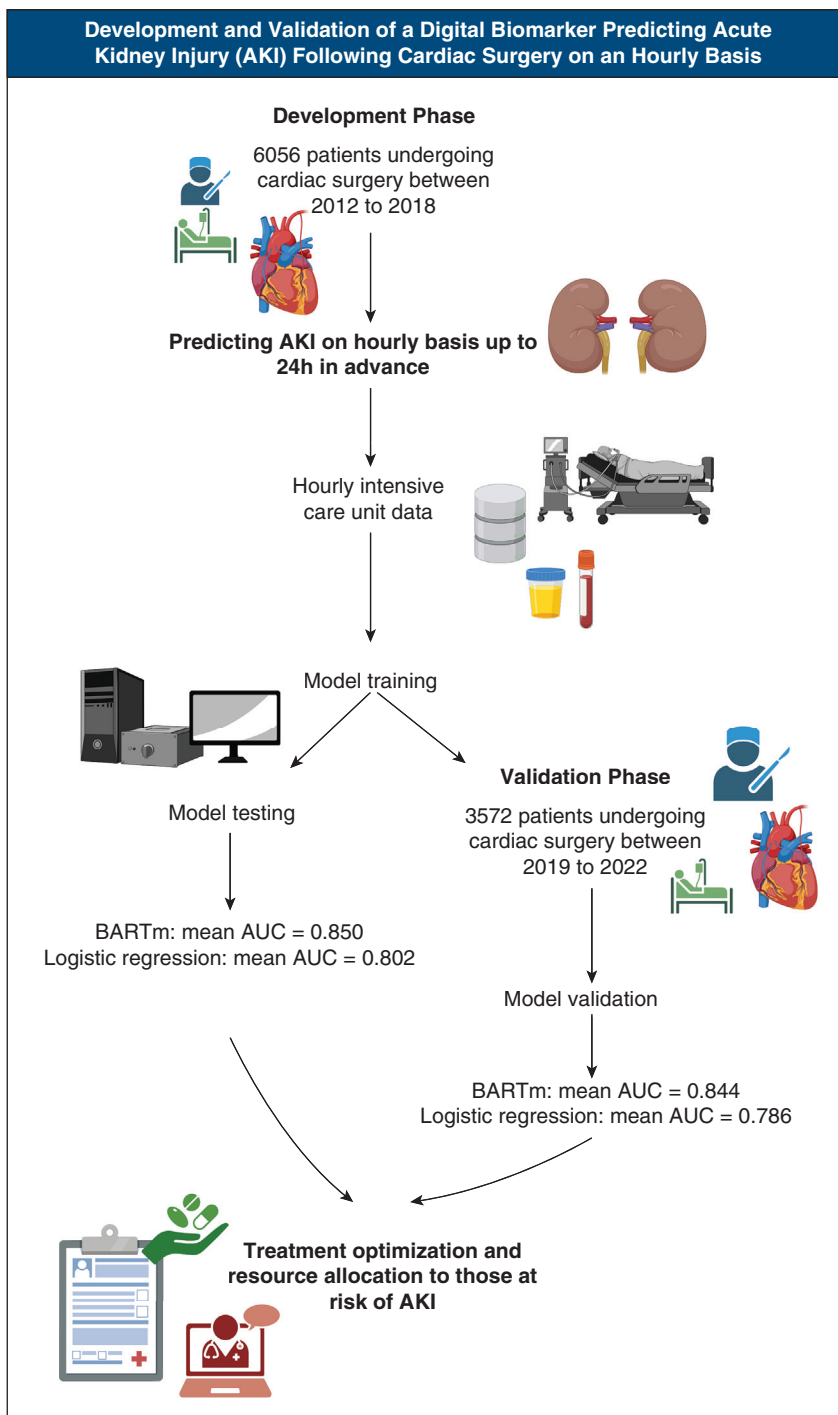 Development and Validation of a Digital Biomarker Predicting Acute
Kidney Injury (AKI) Following Cardiac Surgery on an Hourly Basis
Development Phase
6056 patients undergoing
cardiac surgery between
2012 to 2018
Predicting AKI on hourly basis up to
24h in advance
Hourly intensive
care unit data
Model training
Model testing
BARTm: mean AUC = 0.850
Logistic regression: mean AUC = 0.802
Validation Phase
3572 patients undergoing
cardiac surgery between
2019 to 2022
Model validation
BARTm: mean AUC = 0.844
Logistic regression: mean AUC = 0.786
Treatment optimization and
resource allocation to those at
risk of AKI